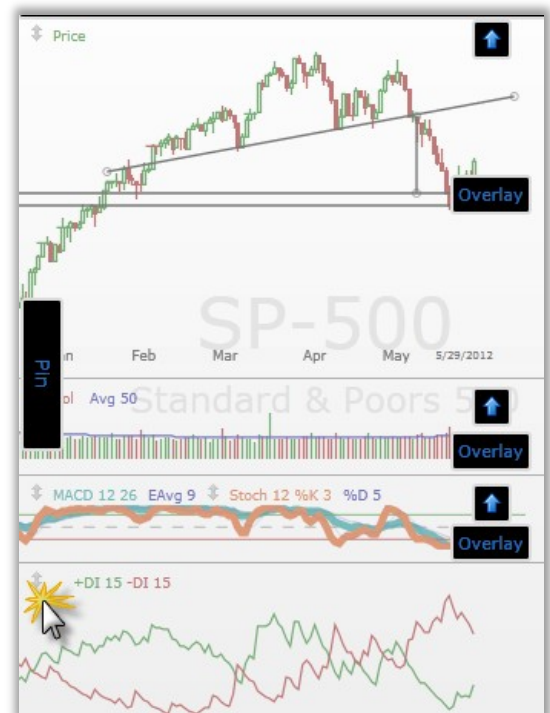 Price
Overlay
SP-500
Pin
Feb Mar Apr May 5/29/2012
Avg 50
Standard & Poors
Overlay
MACD 12 26 EAvg 9 Stoch 12 %K 3 %D 5
Overlay
+DI 15 -DI 15